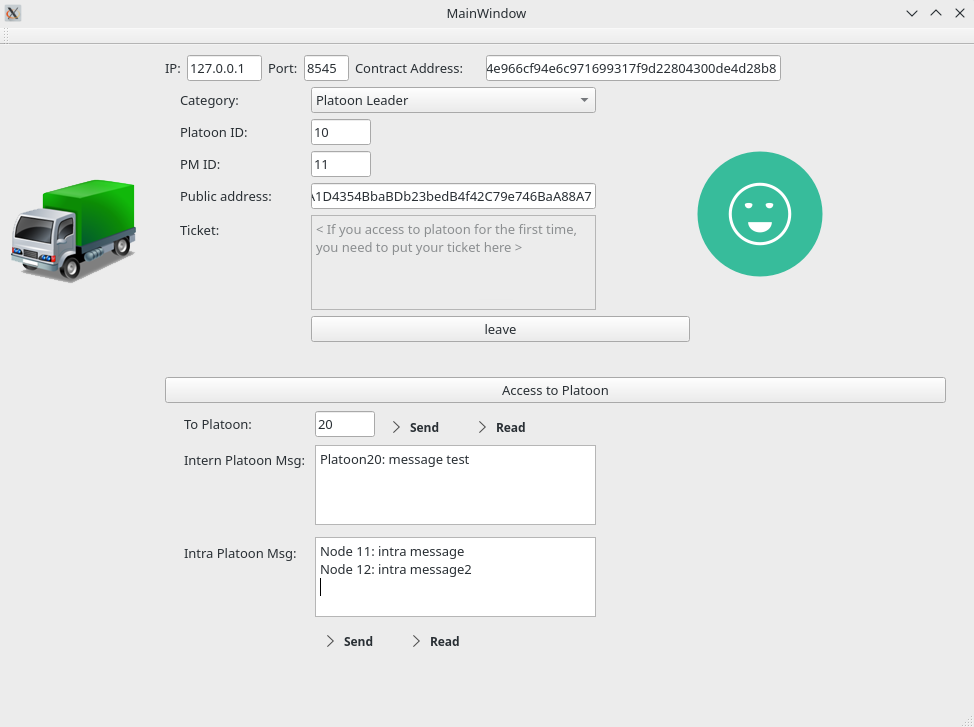 MainWindow
IP: 127.0.0.1 Port: 8545 Contract Address: 4e966cf94e6c971699317f9d22804300de4d28b8
Category: Platoon Leader
Platoon ID: 10
PM ID: 11
Public address: 1D4354BbaBDb23bedB4f42C79e746BaA88A7
Ticket: < If you access to platoon for the first time,
you need to put your ticket here >
leave
Access to Platoon
To Platoon: 20 Send Read
Intern Platoon Msg: Platoon20: message test
Intra Platoon Msg: Node 11: intra message
Node 12: intra message2
Send Read